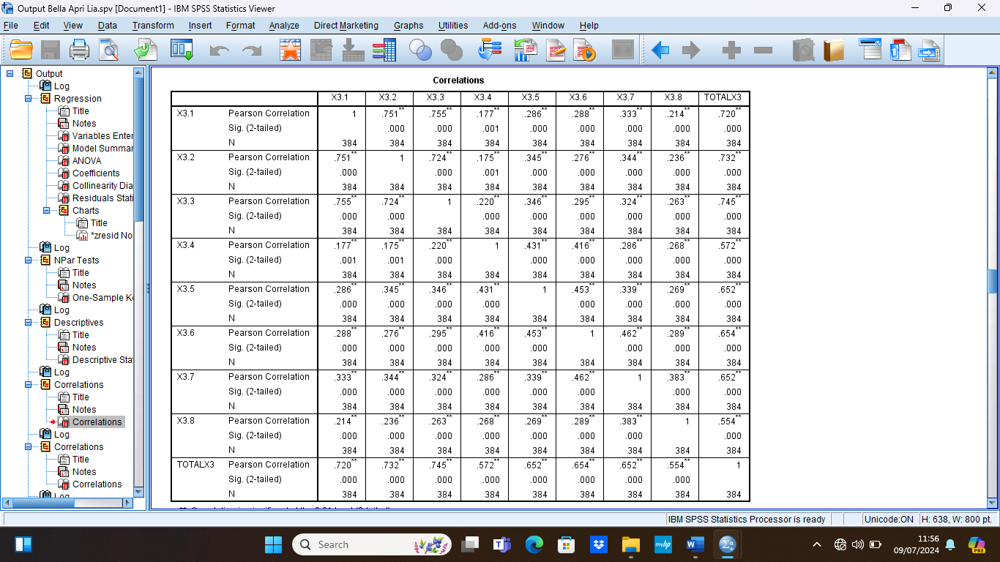 Output Bella Apri Lia.spv [Document1] - IBM SPSS Statistics Viewer
File Edit View Data Transform Insert Format Analyze Direct Marketing Graphs Utilities Add-ons Window Help
Output
Log
Regression
Title
Notes
Variables Enter
Model Summar
ANOVA
Coefficients
Collinearity Dia
Residuals Stati
Charts
Title
*zresid No
Log
NPar Tests
Title
Notes
One-Sample K
Log
Descriptives
Title
Notes
Descriptive Sta
Log
Correlations
Title
Notes
Correlations
Log
Correlations
Title
Notes
Correlations
Log
Correlations
X3.1 X3.2 X3.3 X3.4 X3.5 X3.6 X3.7 X3.8 TOTALX3
X3.1 Pearson Correlation 1 .751** .755** .177** .286** .288** .333** .214** .720**
Sig. (2-tailed) .000 .000 .001 .000 .000 .000 .000 .000
N 384 384 384 384 384 384 384 384 384
X3.2 Pearson Correlation .751** 1 .724** .175** .345** .276** .344** .236** .732**
Sig. (2-tailed) .000 .000 .001 .000 .000 .000 .000 .000
N 384 384 384 384 384 384 384 384 384
X3.3 Pearson Correlation .755** .724** 1 .220** .346** .295** .324** .263** .745**
Sig. (2-tailed) .000 .000 .000 .000 .000 .000 .000 .000
N 384 384 384 384 384 384 384 384 384
X3.4 Pearson Correlation .177** .175** .220** 1 .431** .416** .286** .268** .572**
Sig. (2-tailed) .001 .001 .000 .000 .000 .000 .000 .000
N 384 384 384 384 384 384 384 384 384
X3.5 Pearson Correlation .286** .345** .346** .431** 1 .453** .339** .269** .652**
Sig. (2-tailed) .000 .000 .000 .000 .000 .000 .000 .000
N 384 384 384 384 384 384 384 384 384
X3.6 Pearson Correlation .288** .276** .295** .416** .453** 1 .462** .289** .654**
Sig. (2-tailed) .000 .000 .000 .000 .000 .000 .000 .000
N 384 384 384 384 384 384 384 384 384
X3.7 Pearson Correlation .333** .344** .324** .286** .339** .462** 1 .383** .652**
Sig. (2-tailed) .000 .000 .000 .000 .000 .000 .000 .000
N 384 384 384 384 384 384 384 384 384
X3.8 Pearson Correlation .214** .236** .263** .268** .269** .289** .383** 1 .554**
Sig. (2-tailed) .000 .000 .000 .000 .000 .000 .000 .000
N 384 384 384 384 384 384 384 384 384
TOTALX3 Pearson Correlation .720** .732** .745** .572** .652** .654** .652** .554** 1
Sig. (2-tailed) .000 .000 .000 .000 .000 .000 .000 .000
N 384 384 384 384 384 384 384 384 384
IBM SPSS Statistics Processor is ready Unicode:ON H: 638, W: 800 pt.
Search
myhp
11:56
09/07/2024
PRE